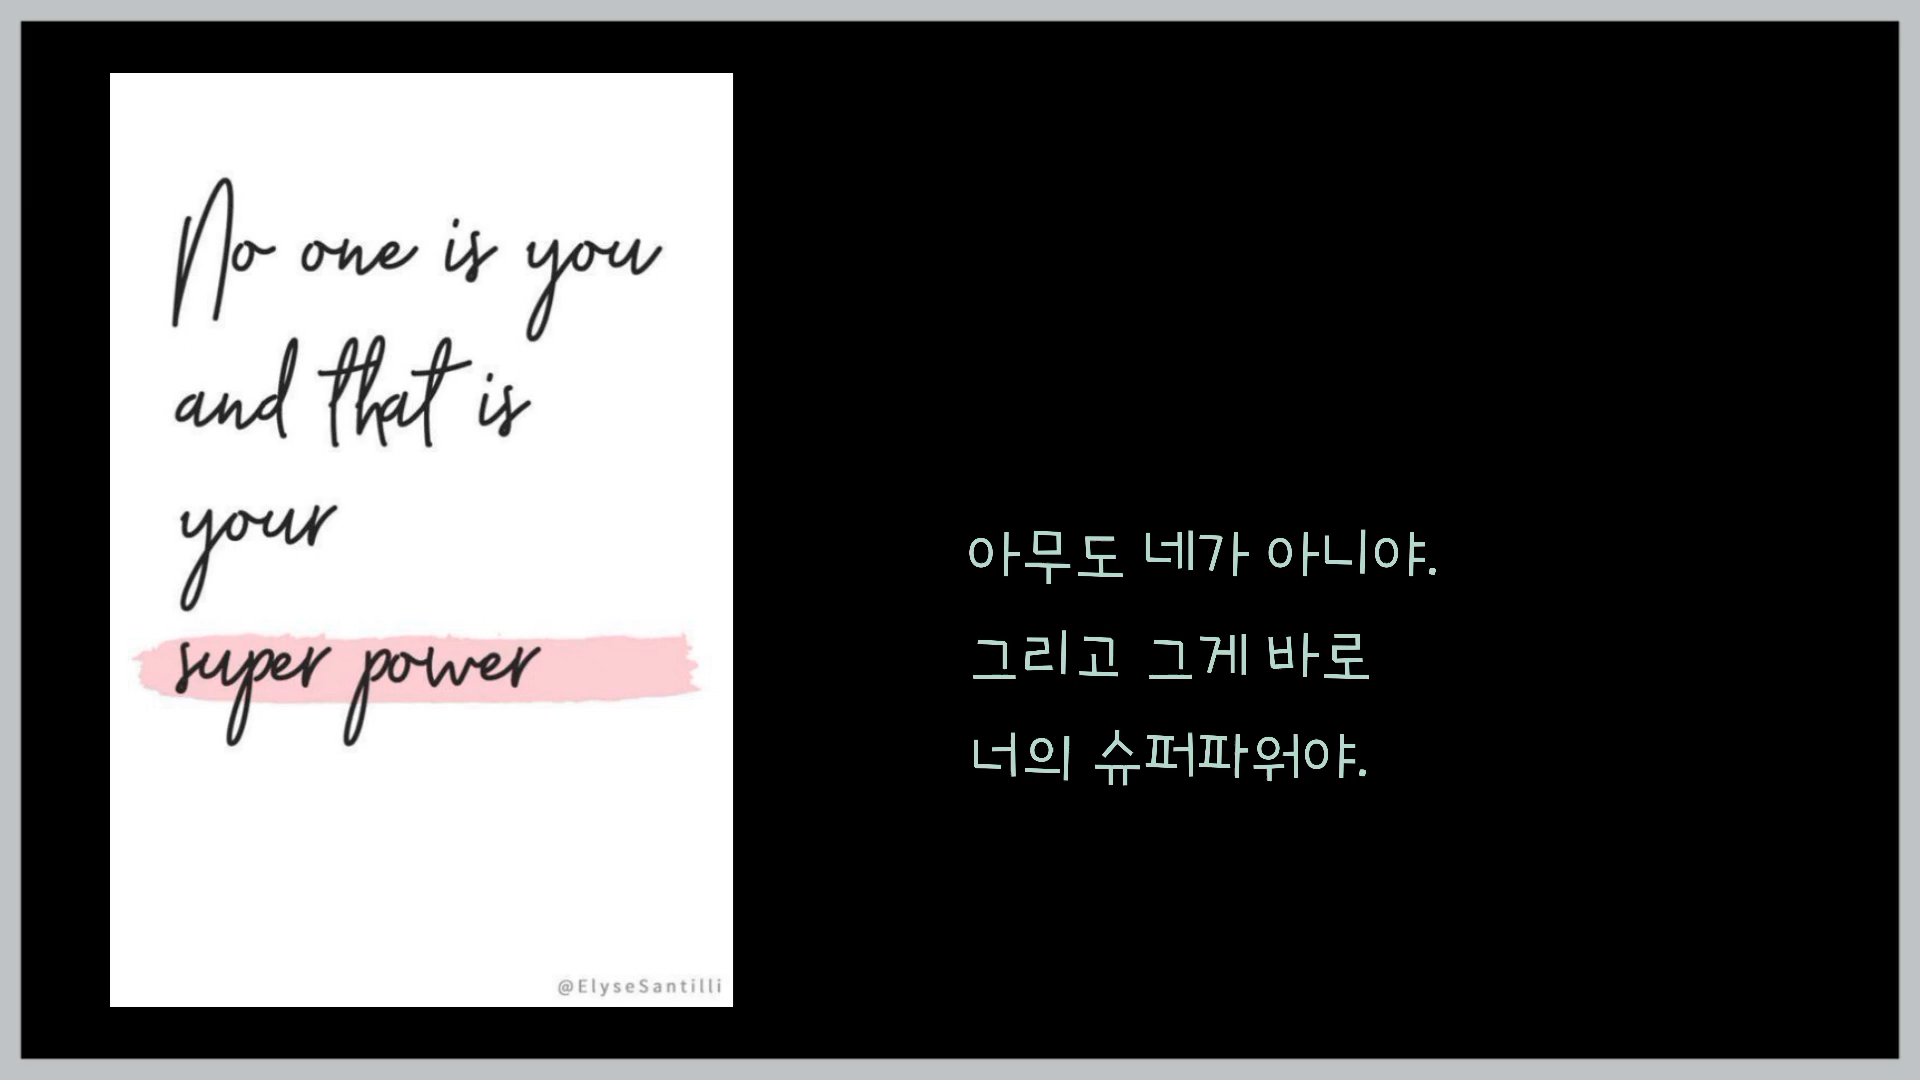 No one is you
and that is
your
super power
@ElyseSantilli
아무도 네가 아니야.
그리고 그게 바로
너의 슈퍼파워야.